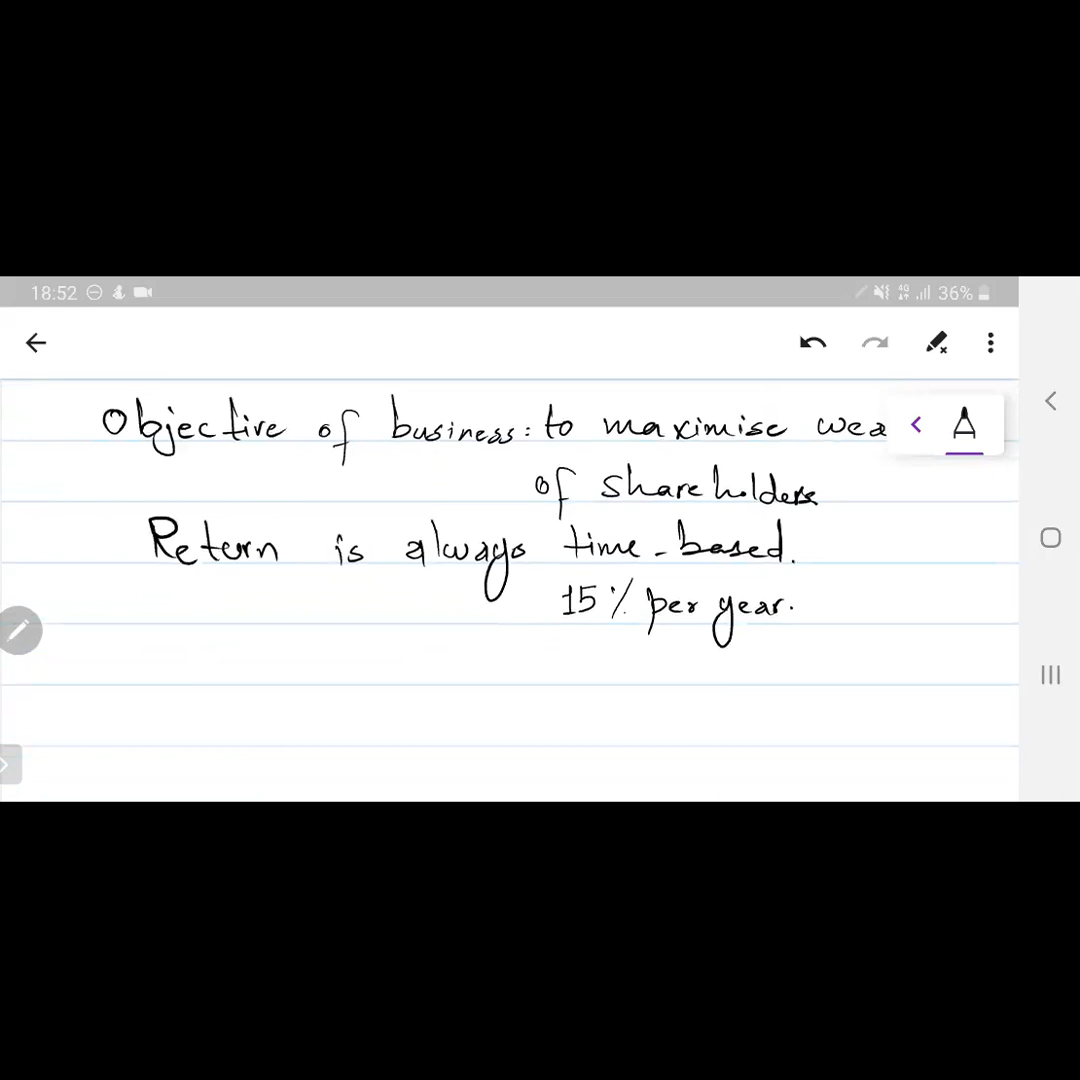 18:52 4G 36%
Objective of business: to maximise wea
of shareholders
Return is always time-based.
15% per year.